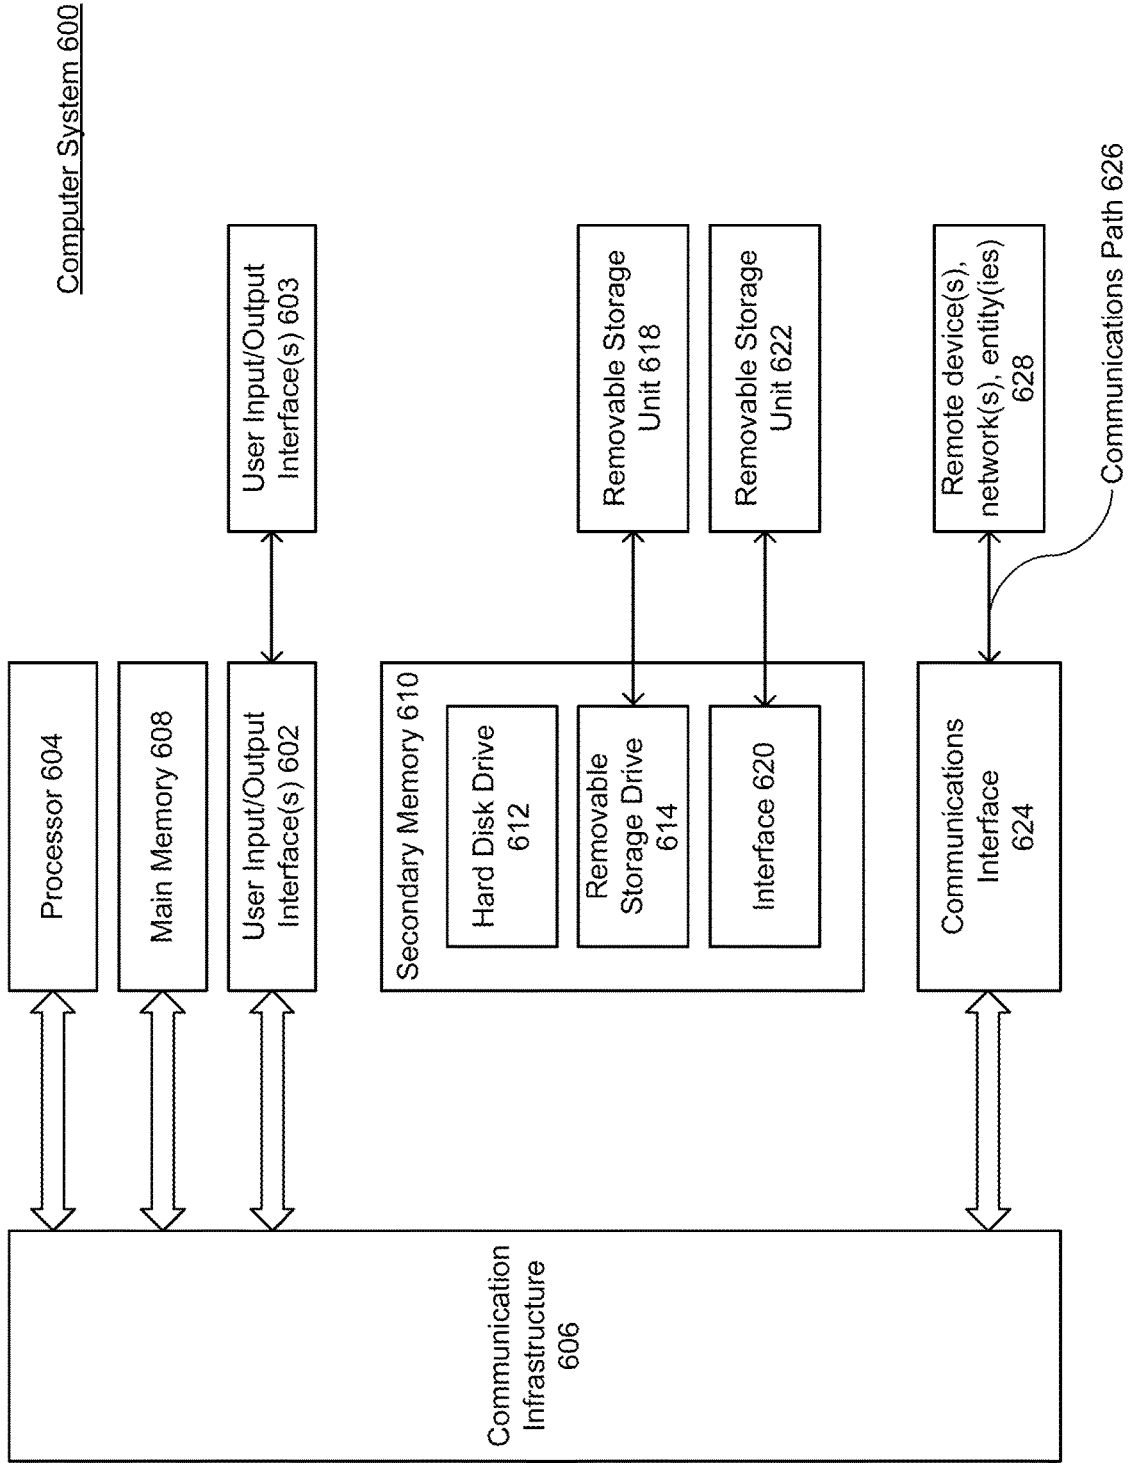 Computer System 600
Processor 604
Main Memory 608
User Input/Output
Interface(s) 602
User Input/Output
Interface(s) 603
Secondary Memory 610
Hard Disk Drive
612
Removable
Storage Drive
614
Removable Storage
Unit 618
Interface 620
Removable Storage
Unit 622
Communications
Interface
624
Remote device(s),
network(s), entity(ies)
628
Communications Path 626
Communication
Infrastructure
606